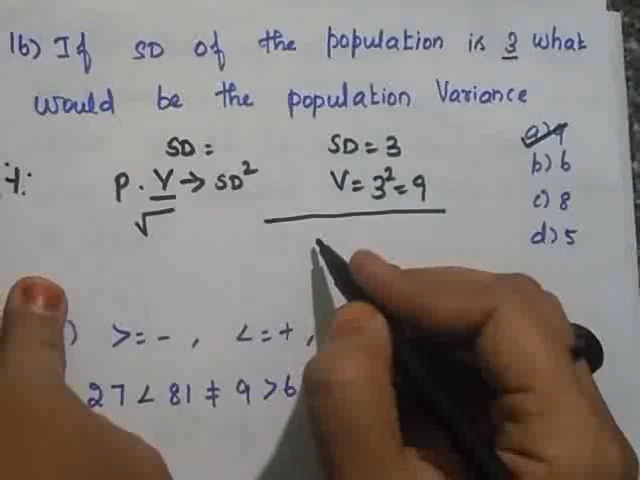 16) If SD of the population is 3 what
would be the population Variance
SD =
P. V → SD²
√
SD = 3
V = 3² = 9
a) 9
b) 6
c) 8
d) 5
) > = - , < = + ,
27 < 81 ≠ 9 > 6